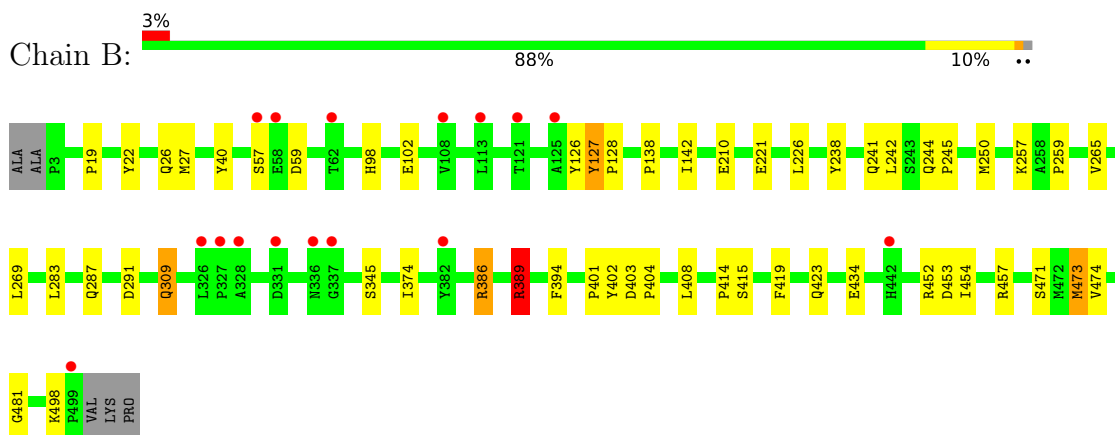 3%
Chain B:
88% 10% ••
ALA ALA P3 P19 Y22 Q26 M27 Y40 S57 E58 D59 T62 H98 E102 V108 L113 T121 A125 Y126 Y127 P128 P138 I142 E210 E221 L226 Y238 Q241 L242 S243 Q244 P245 M250 K257 A258 P259 V265
L269 L283 Q287 D291 Q309 L326 P327 A328 D331 N336 G337 S345 I374 Y382 R386 R389 F394 P401 Y402 D403 P404 L408 P414 S415 F419 Q423 E434 H442 R452 D453 I454 R457 S471 M472 M473 V474
G481 K498 P499 VAL LYS PRO